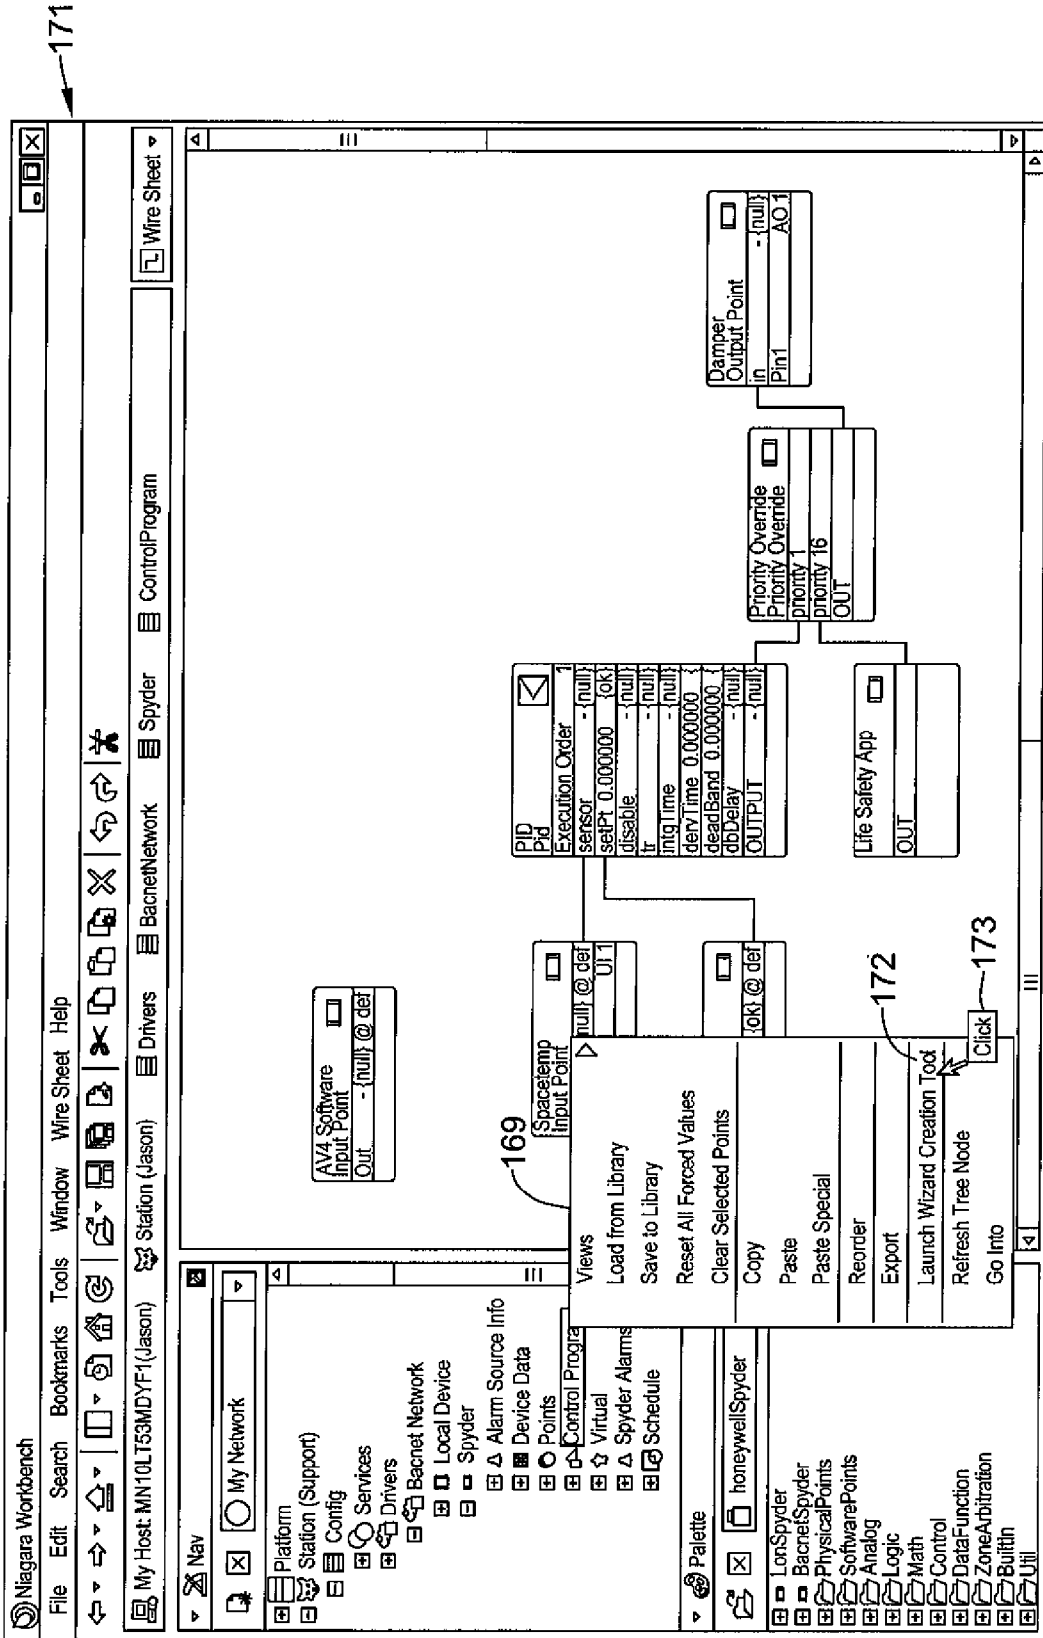 171
Niagara Workbench
File Edit Search Bookmarks Tools Window Wire Sheet Help
My Host: MN10LT53MDYF1(Jason) Station (Jason) Drivers BacnetNetwork Spyder ControlProgram Wire Sheet
Nav
My Network
Platform
Station (Support)
Config
Services
Drivers
Bacnet Network
Local Device
Spyder
Alarm Source Info
Device Data
Points
Control Progra
Virtual
Spyder Alarms
Schedule
Palette
honeywellSpyder
1onSpyder
BacnetSpyder
PhysicalPoints
SoftwarePoints
Analog
Logic
Math
Control
DataFunction
ZoneArbitration
BuiltIn
Util
169
Views
Load from Library
Save to Library
Reset All Forced Values
Clear Selected Points
Copy
Paste
Paste Special
Reorder
Export
Launch Wizard Creation Tool
Refresh Tree Node
Go Into
172
Click
173
AV4 Software
Input Point
Out - {null} @ def
Spacetemp
Input Point
null} @ def
UI 1
{ok} @ def
PID
Pid
Execution Order 1
sensor - {null}
setPt 0.000000 {ok}
disable - {null}
tr - {null}
intgTime - {null}
dervTime 0.000000
deadBand 0.000000
dbDelay - {null}
OUTPUT - {null}
Life Safety App
OUT
Priority Override
Priority Override
priority 1
priority 16
OUT
Damper
Output Point
in - {null}
Pin1 AO 1